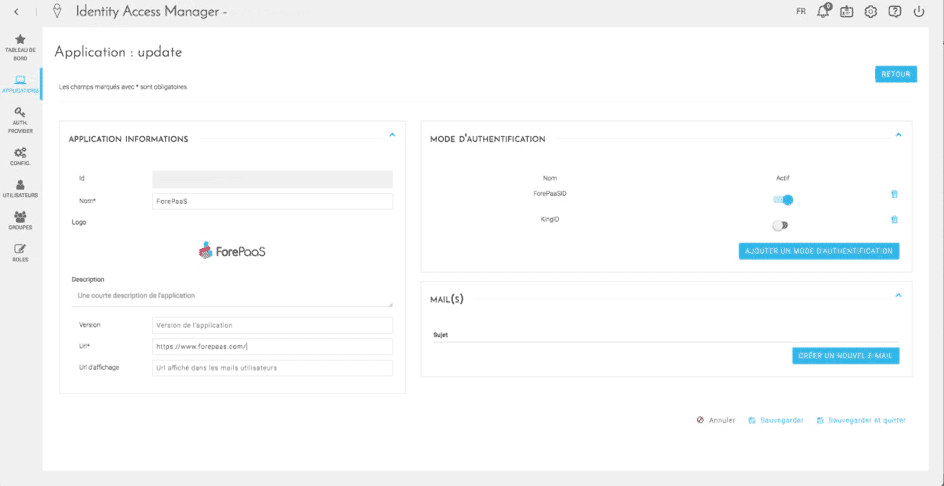 Identity Access Manager -
FR
TABLEAU DE
BORD
APPLICATIONS
AUTH.
PROVIDER
CONFIG.
UTILISATEURS
GROUPES
ROLES
Application : update
RETOUR
Les champs marqués avec * sont obligatoires.
APPLICATION INFORMATIONS
Id
Nom* ForePaaS
Logo
ForePaaS
Description
Une courte description de l'application
Version Version de l'application
Url* https://www.forepaas.com/
Url d'affichage Url affiché dans les mails utilisateurs
MODE D'AUTHENTIFICATION
Nom Actif
ForePaaSID
KingID
AJOUTER UN MODE D'AUTHENTIFICATION
MAIL(S)
Sujet
CRÉER UN NOUVEL E-MAIL
Annuler Sauvegarder Sauvegarder et quitter